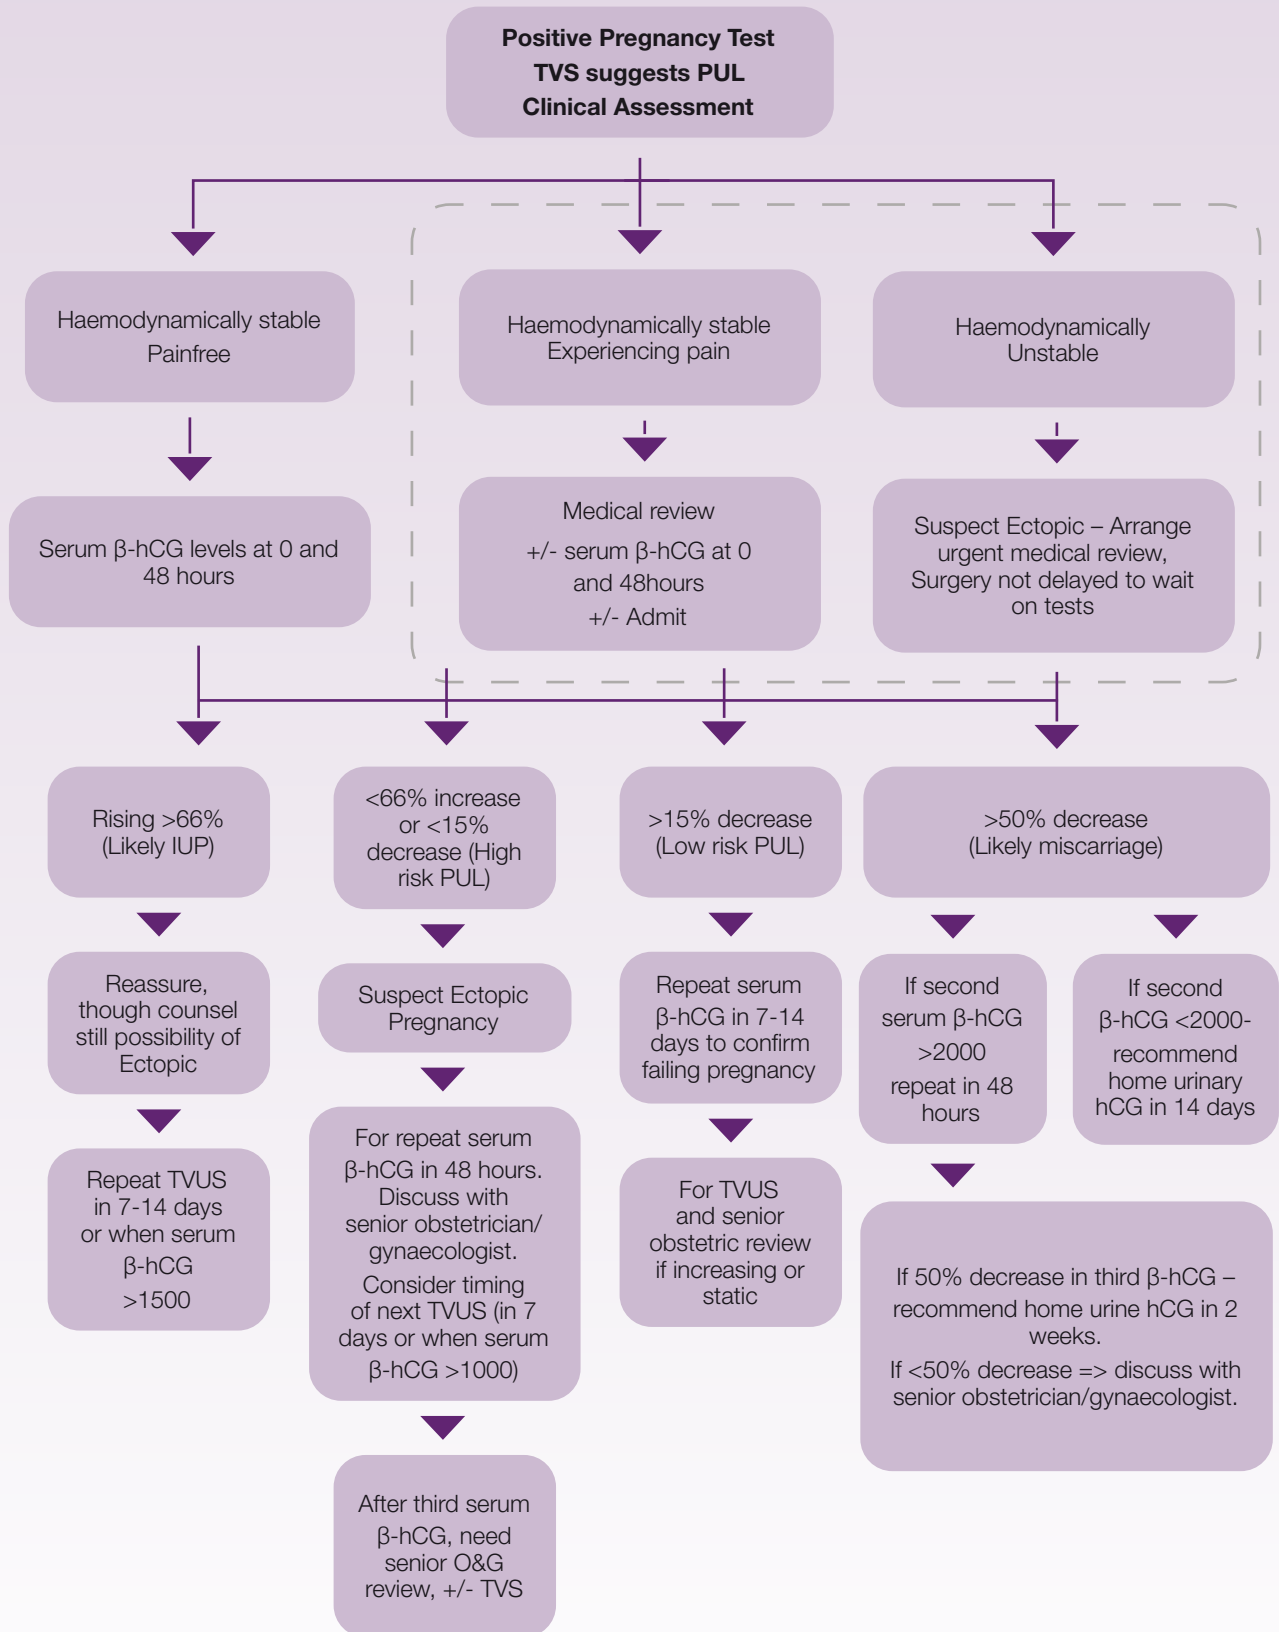 Positive Pregnancy Test
TVS suggests PUL
Clinical Assessment
Haemodynamically stable
Painfree
Haemodynamically stable
Experiencing pain
Haemodynamically
Unstable
Serum β-hCG levels at 0 and
48 hours
Medical review
+/- serum β-hCG at 0
and 48hours
+/- Admit
Suspect Ectopic – Arrange
urgent medical review,
Surgery not delayed to wait
on tests
Rising >66%
(Likely IUP)
<66% increase
or <15%
decrease (High
risk PUL)
>15% decrease
(Low risk PUL)
>50% decrease
(Likely miscarriage)
Reassure,
though counsel
still possibility of
Ectopic
Suspect Ectopic
Pregnancy
Repeat serum
β-hCG in 7-14
days to confirm
failing pregnancy
If second
serum β-hCG
>2000
repeat in 48
hours
If second
β-hCG <2000-
recommend
home urinary
hCG in 14 days
Repeat TVUS
in 7-14 days
or when serum
β-hCG
>1500
For repeat serum
β-hCG in 48 hours.
Discuss with
senior obstetrician/
gynaecologist.
Consider timing
of next TVUS (in 7
days or when serum
β-hCG >1000)
For TVUS
and senior
obstetric review
if increasing or
static
If 50% decrease in third β-hCG –
recommend home urine hCG in 2
weeks.
If <50% decrease => discuss with
senior obstetrician/gynaecologist.
After third serum
β-hCG, need
senior O&G
review, +/- TVS